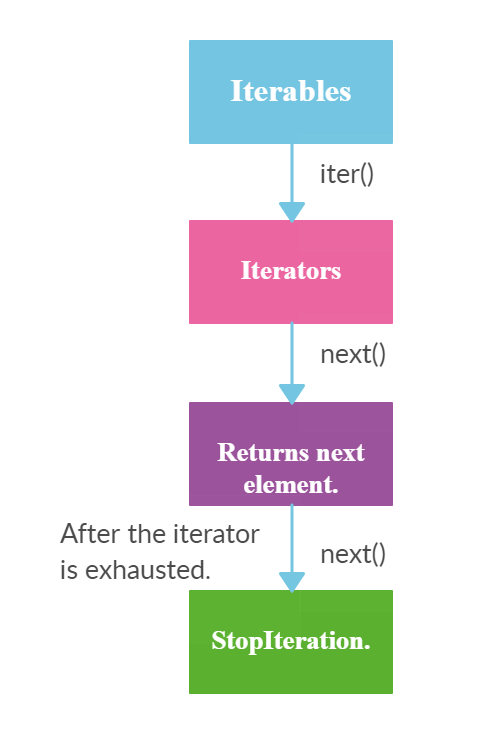 Iterables
iter()
Iterators
next()
Returns next
element.
After the iterator
is exhausted.
next()
StopIteration.